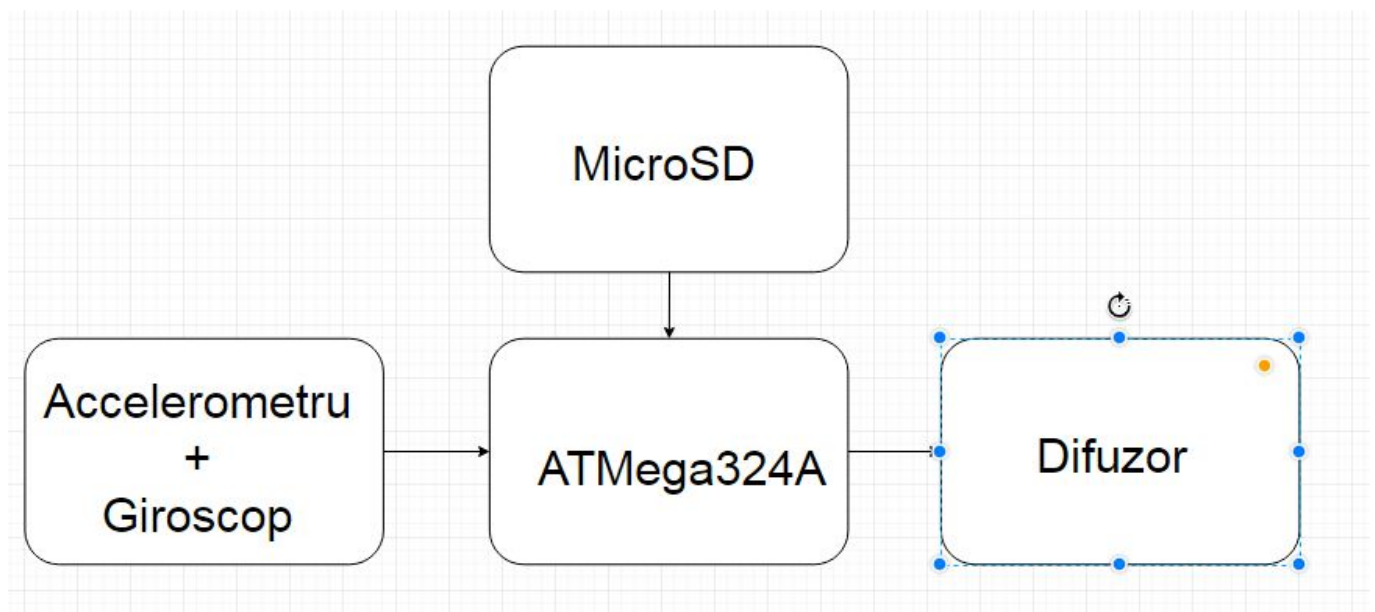 MicroSD
Accelerometru
+
Giroscop
ATMega324A
Difuzor